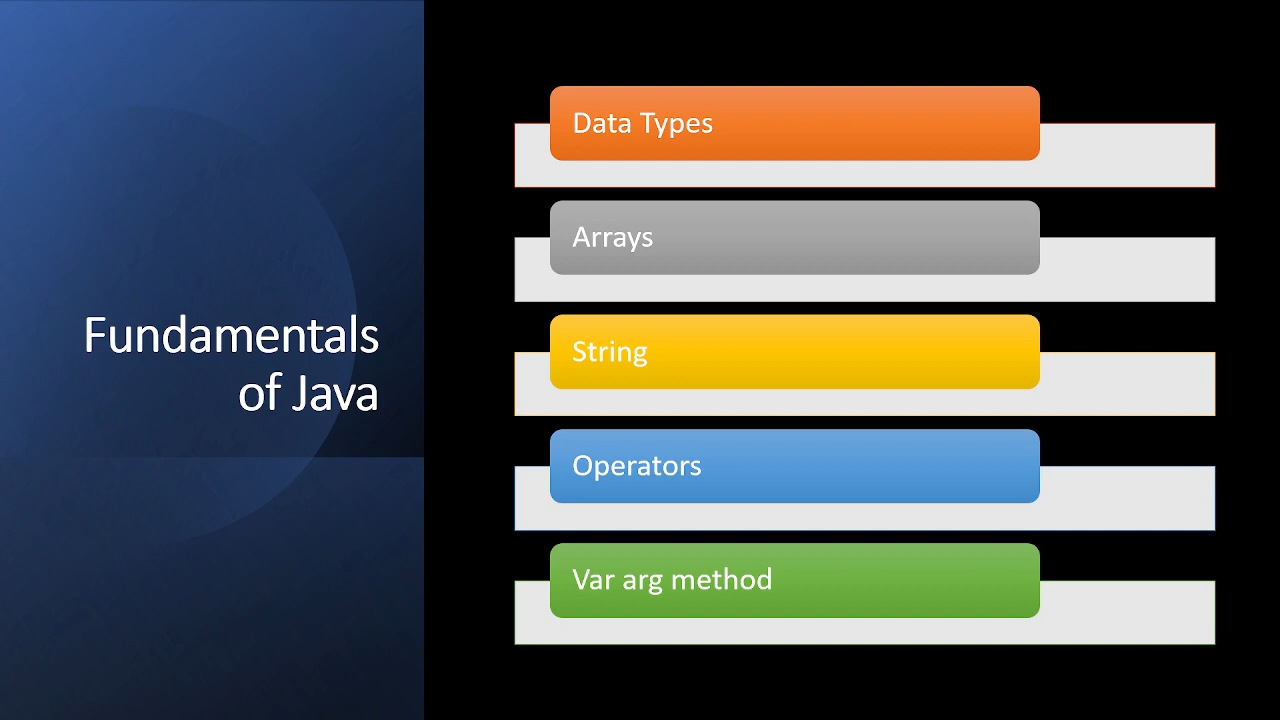 Fundamentals
of Java
Data Types
Arrays
String
Operators
Var arg method